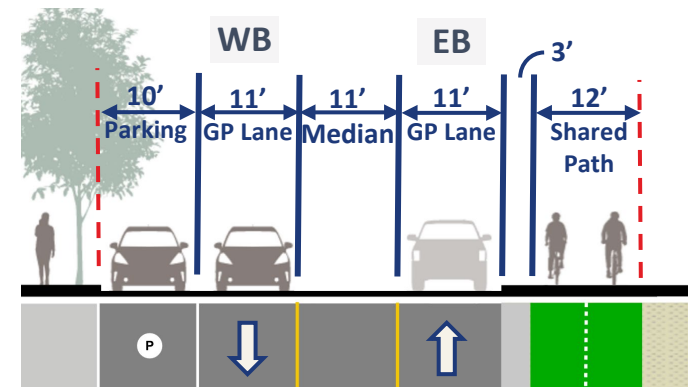 WB
EB
3’
10’
11’
11’
11’
12’
Parking
GP Lane
Median
GP Lane
Shared
Path
P